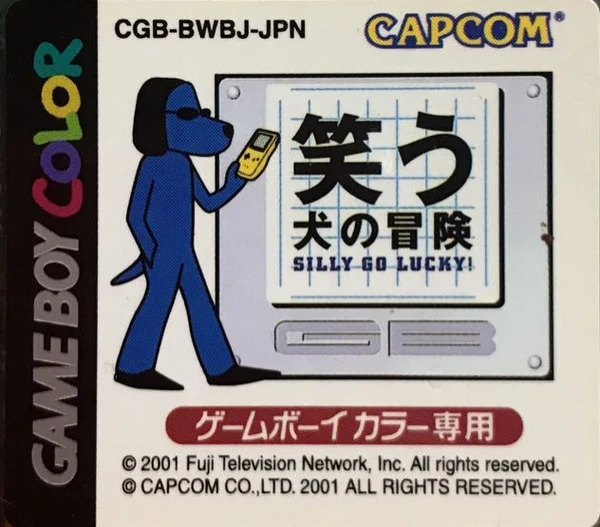 CGB-BWBJ-JPN
CAPCOM®
GAME BOY COLOR
笑う
犬の冒険
SILLY GO LUCKY!
GB
ゲームボーイカラー専用
© 2001 Fuji Television Network, Inc. All rights reserved.
© CAPCOM CO.,LTD. 2001 ALL RIGHTS RESERVED.